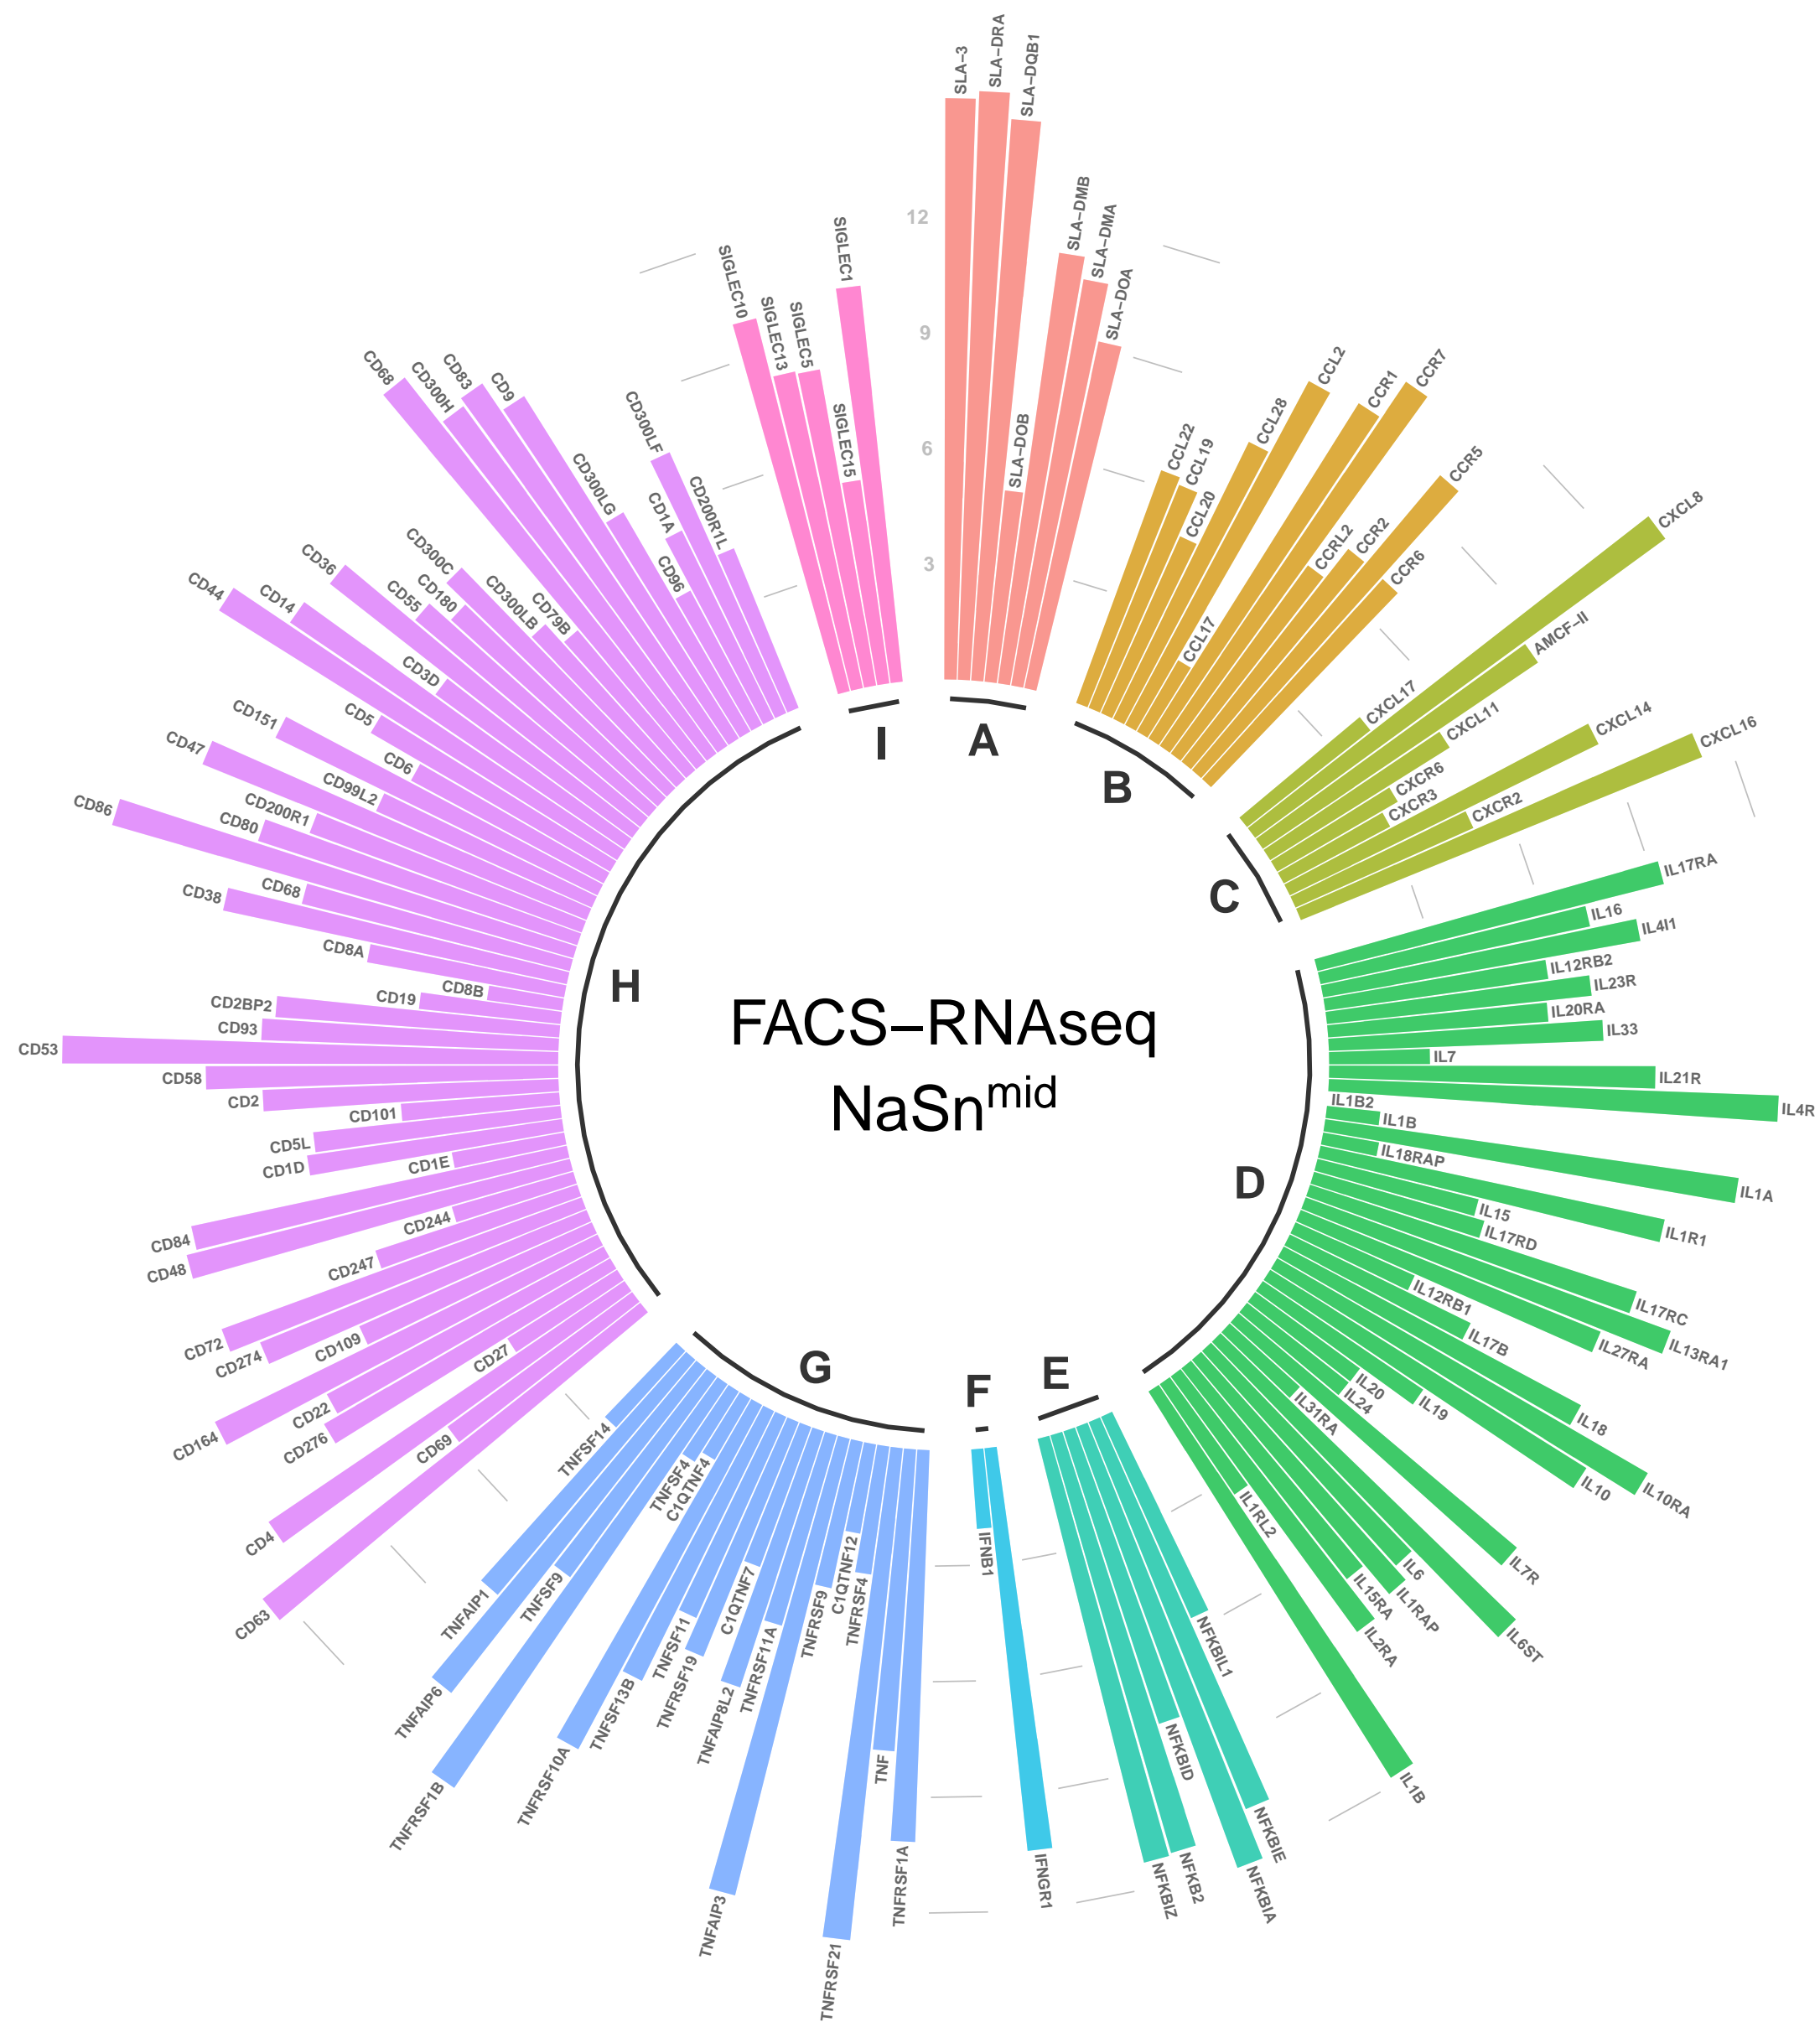 FACS–RNAseq
NaSn^mid
12
9
6
3
A
SLA–3
SLA–DRA
SLA–DQB1
SLA–DOB
SLA–DMB
SLA–DMA
SLA–DOA
B
CCL22
CCL19
CCL20
CCL28
CCL2
CCL17
CCR1
CCR7
CCRL2
CCR2
CCR5
CCR6
C
CXCL17
CXCL8
AMCF–II
CXCL11
CXCR6
CXCR3
CXCL14
CXCR2
CXCL16
D
IL17RA
IL16
IL4I1
IL12RB2
IL23R
IL20RA
IL33
IL7
IL21R
IL4R
IL1B2
IL1B
IL1A
IL18RAP
IL1R1
IL15
IL17RD
IL17RC
IL13RA1
IL27RA
IL12RB1
IL17B
IL18
IL10RA
IL10
IL19
IL20
IL24
IL7R
IL31RA
IL6ST
IL6
IL1RAP
IL15RA
IL2RA
IL1RL2
IL1B
E
NFKBIL1
NFKBIE
NFKBIA
NFKBID
NFKB2
NFKBIZ
F
IFNGR1
IFNB1
G
TNFRSF1A
TNF
TNFRSF21
TNFRSF4
C1QTNF12
TNFRSF9
TNFAIP3
TNFRSF11A
TNFAIP8L2
C1QTNF7
TNFRSF19
TNFSF11
TNFSF13B
TNFRSF10A
C1QTNF4
TNFSF4
TNFRSF1B
TNFSF9
TNFAIP6
TNFAIP1
TNFSF14
H
CD63
CD69
CD4
CD27
CD276
CD22
CD164
CD109
CD274
CD72
CD247
CD244
CD48
CD84
CD1E
CD1D
CD5L
CD101
CD2
CD58
CD53
CD93
CD2BP2
CD19
CD8B
CD8A
CD38
CD68
CD86
CD80
CD200R1
CD99L2
CD47
CD6
CD151
CD5
CD44
CD14
CD3D
CD36
CD55
CD180
CD300C
CD300LB
CD79B
CD68
CD300H
CD83
CD9
CD300LG
CD96
CD1A
CD300LF
CD200R1L
I
SIGLEC10
SIGLEC13
SIGLEC5
SIGLEC15
SIGLEC1